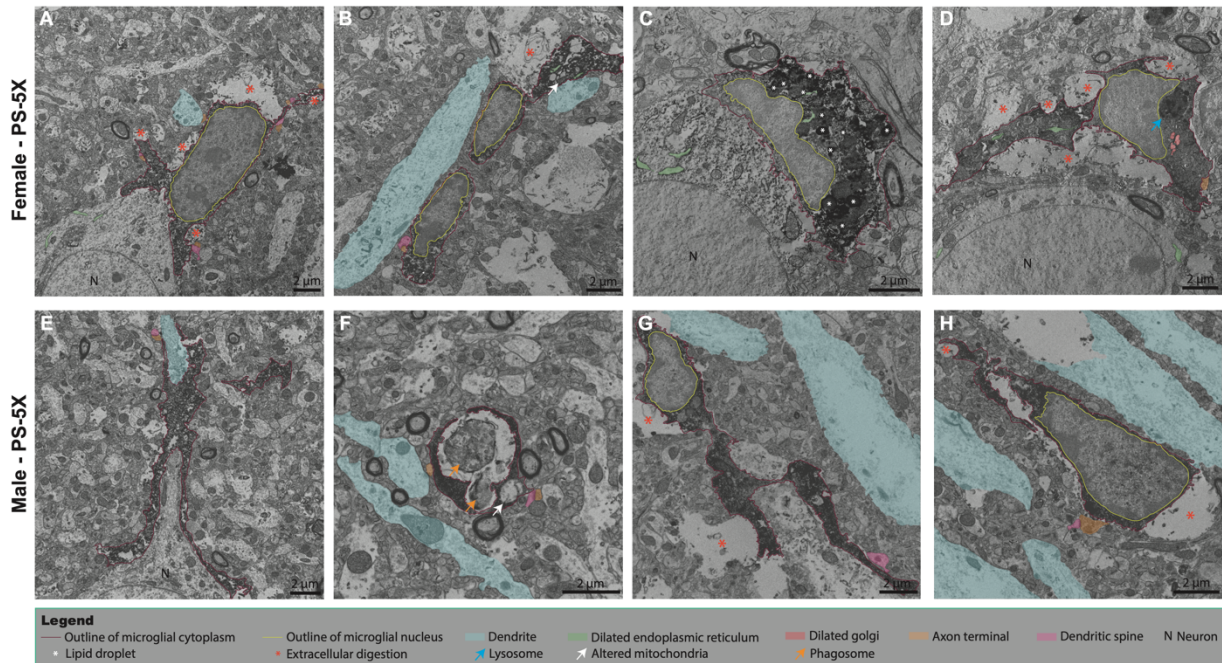 Female - PS-5X
A
B
C
D
N
N
N
2 µm
2 µm
2 µm
2 µm
Male - PS-5X
E
F
G
H
N
2 µm
2 µm
2 µm
2 µm
Legend
Outline of microglial cytoplasm Outline of microglial nucleus Dendrite Dilated endoplasmic reticulum Dilated golgi Axon terminal Dendritic spine N Neuron
* Lipid droplet * Extracellular digestion Lysosome Altered mitochondria Phagosome